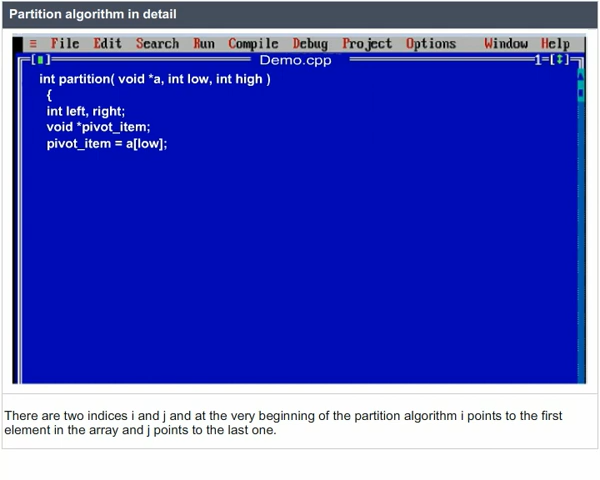 Partition algorithm in detail
≡ File Edit Search Run Compile Debug Project Options Window Help
[■] Demo.cpp 1=[↕]
int partition( void *a, int low, int high )
{
int left, right;
void *pivot_item;
pivot_item = a[low];
There are two indices i and j and at the very beginning of the partition algorithm i points to the first
element in the array and j points to the last one.